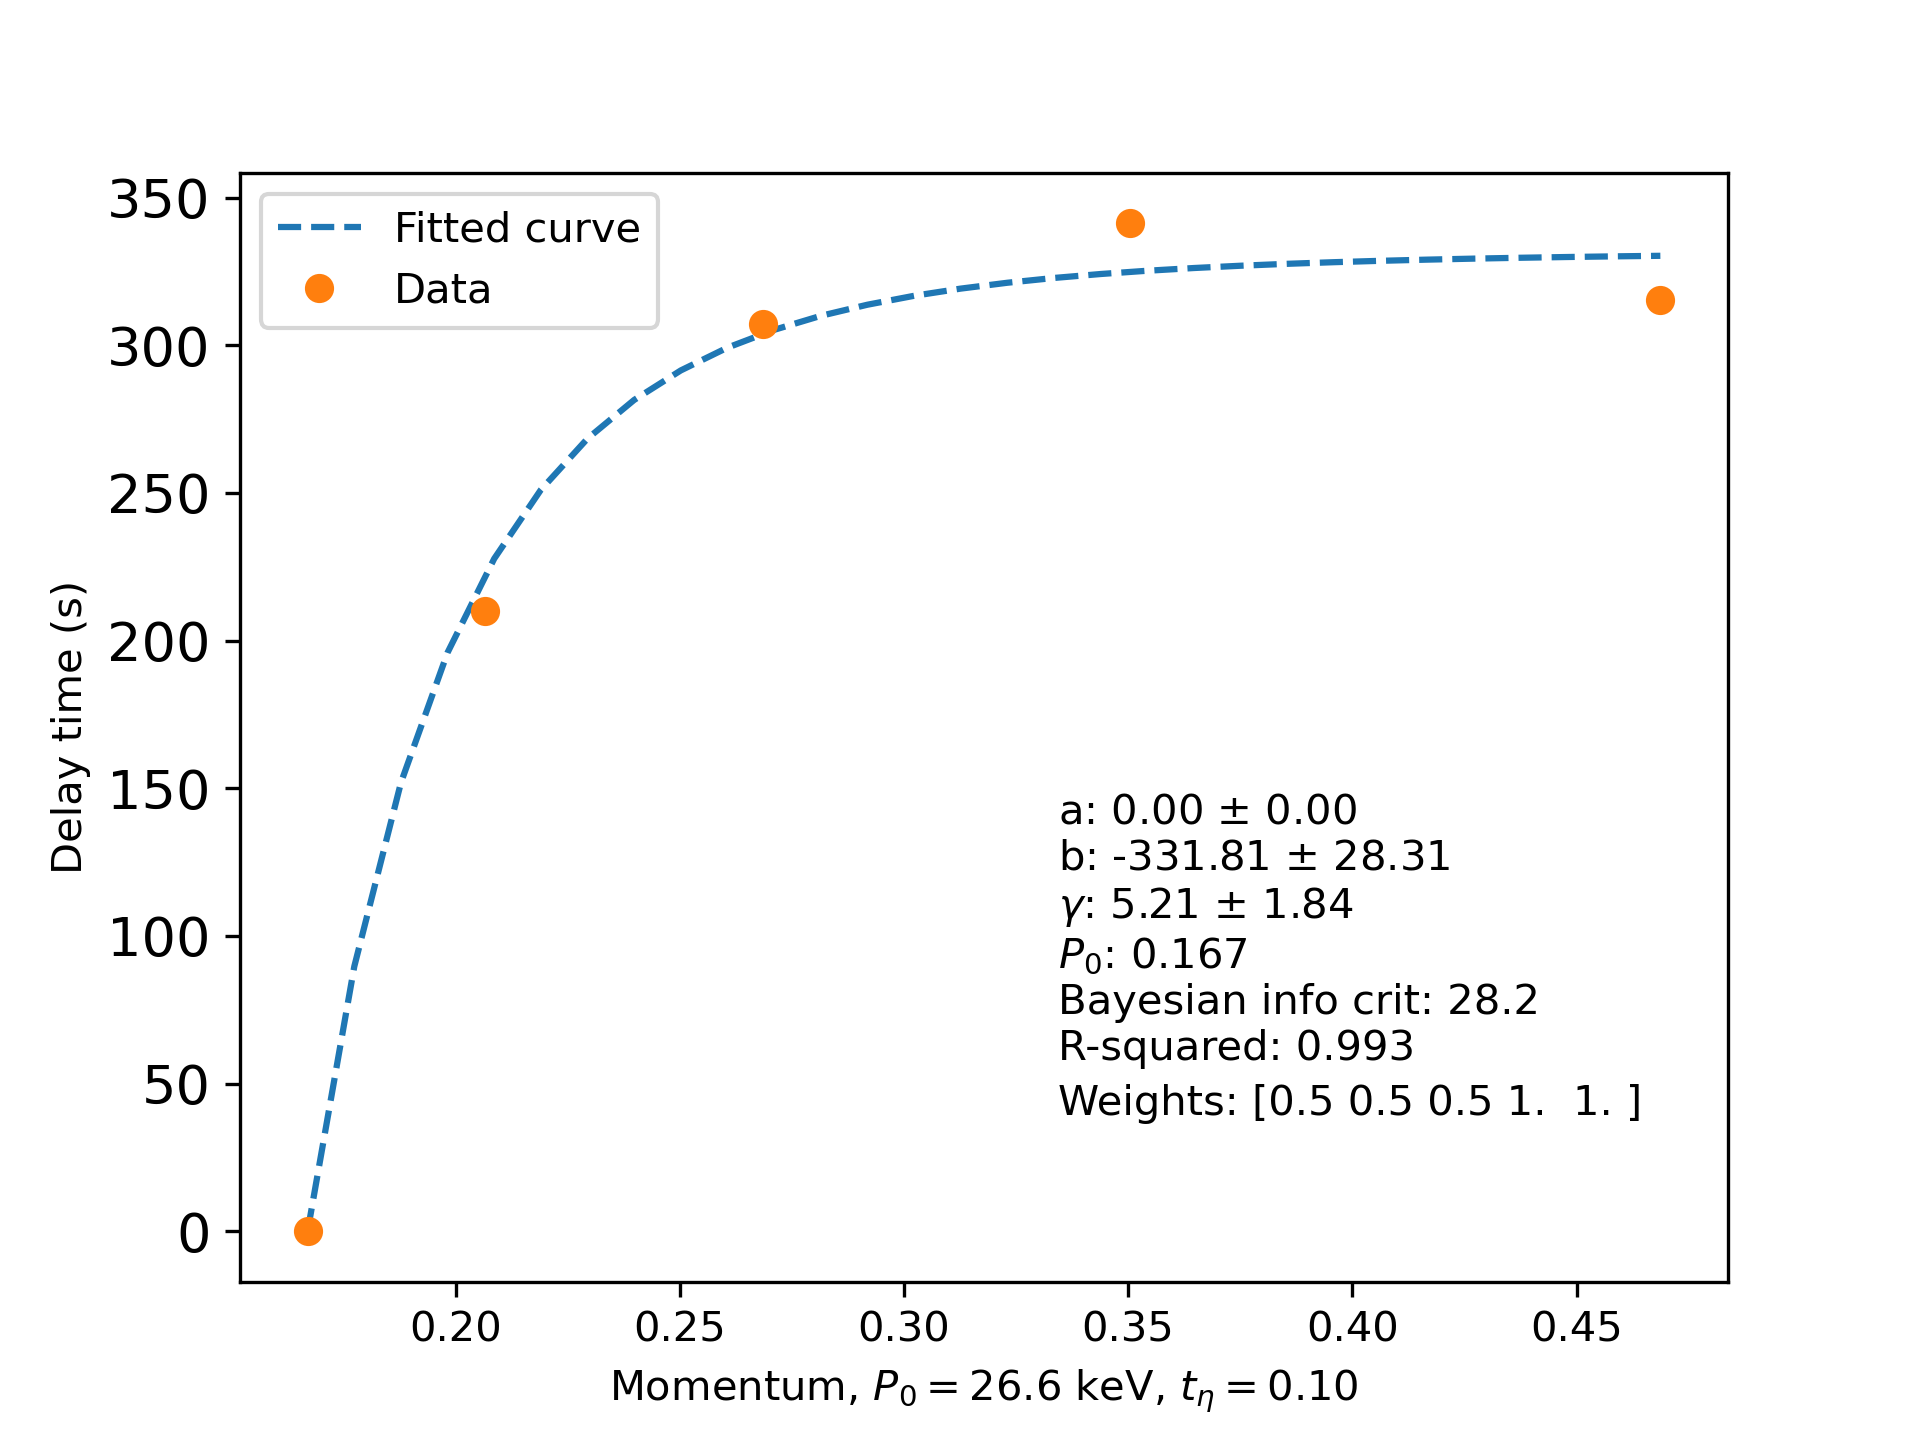 350
300
250
200
150
100
50
0
Delay time (s)
Fitted curve
Data
a: 0.00 ± 0.00
b: -331.81 ± 28.31
γ: 5.21 ± 1.84
P₀: 0.167
Bayesian info crit: 28.2
R-squared: 0.993
Weights: [0.5 0.5 0.5 1.  1. ]
0.20 0.25 0.30 0.35 0.40 0.45
Momentum, P₀ = 26.6 keV, tη = 0.10